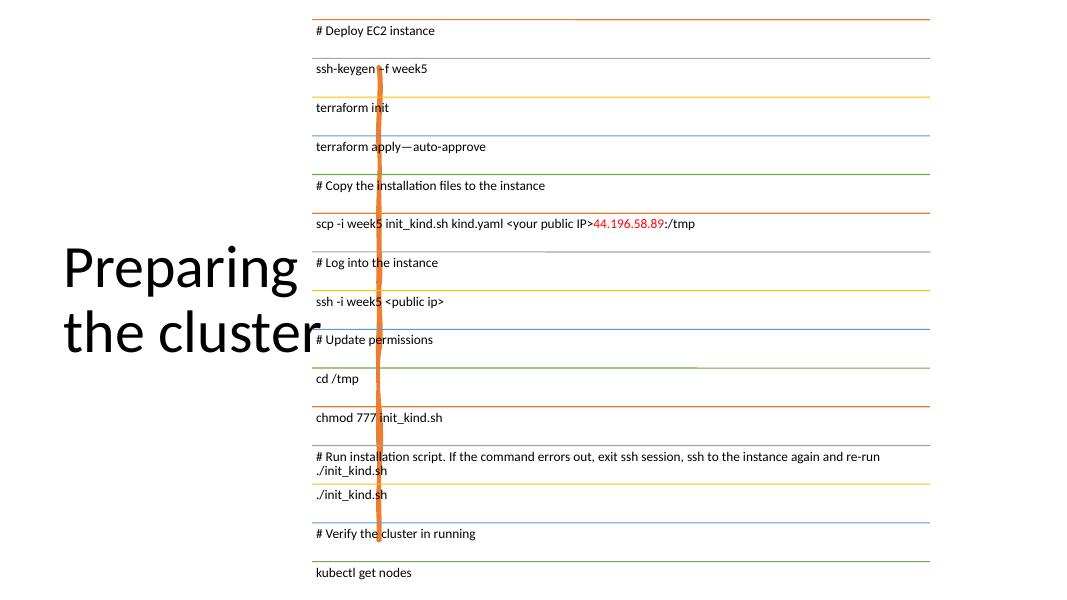 Preparing
the cluster
# Deploy EC2 instance
ssh-keygen –f week5
terraform init
terraform apply—auto-approve
# Copy the installation files to the instance
scp -i week5 init_kind.sh kind.yaml <your public IP>44.196.58.89:/tmp
# Log into the instance
ssh -i week5 <public ip>
# Update permissions
cd /tmp
chmod 777 init_kind.sh
# Run installation script. If the command errors out, exit ssh session, ssh to the instance again and re-run
./init_kind.sh
./init_kind.sh
# Verify the cluster in running
kubectl get nodes